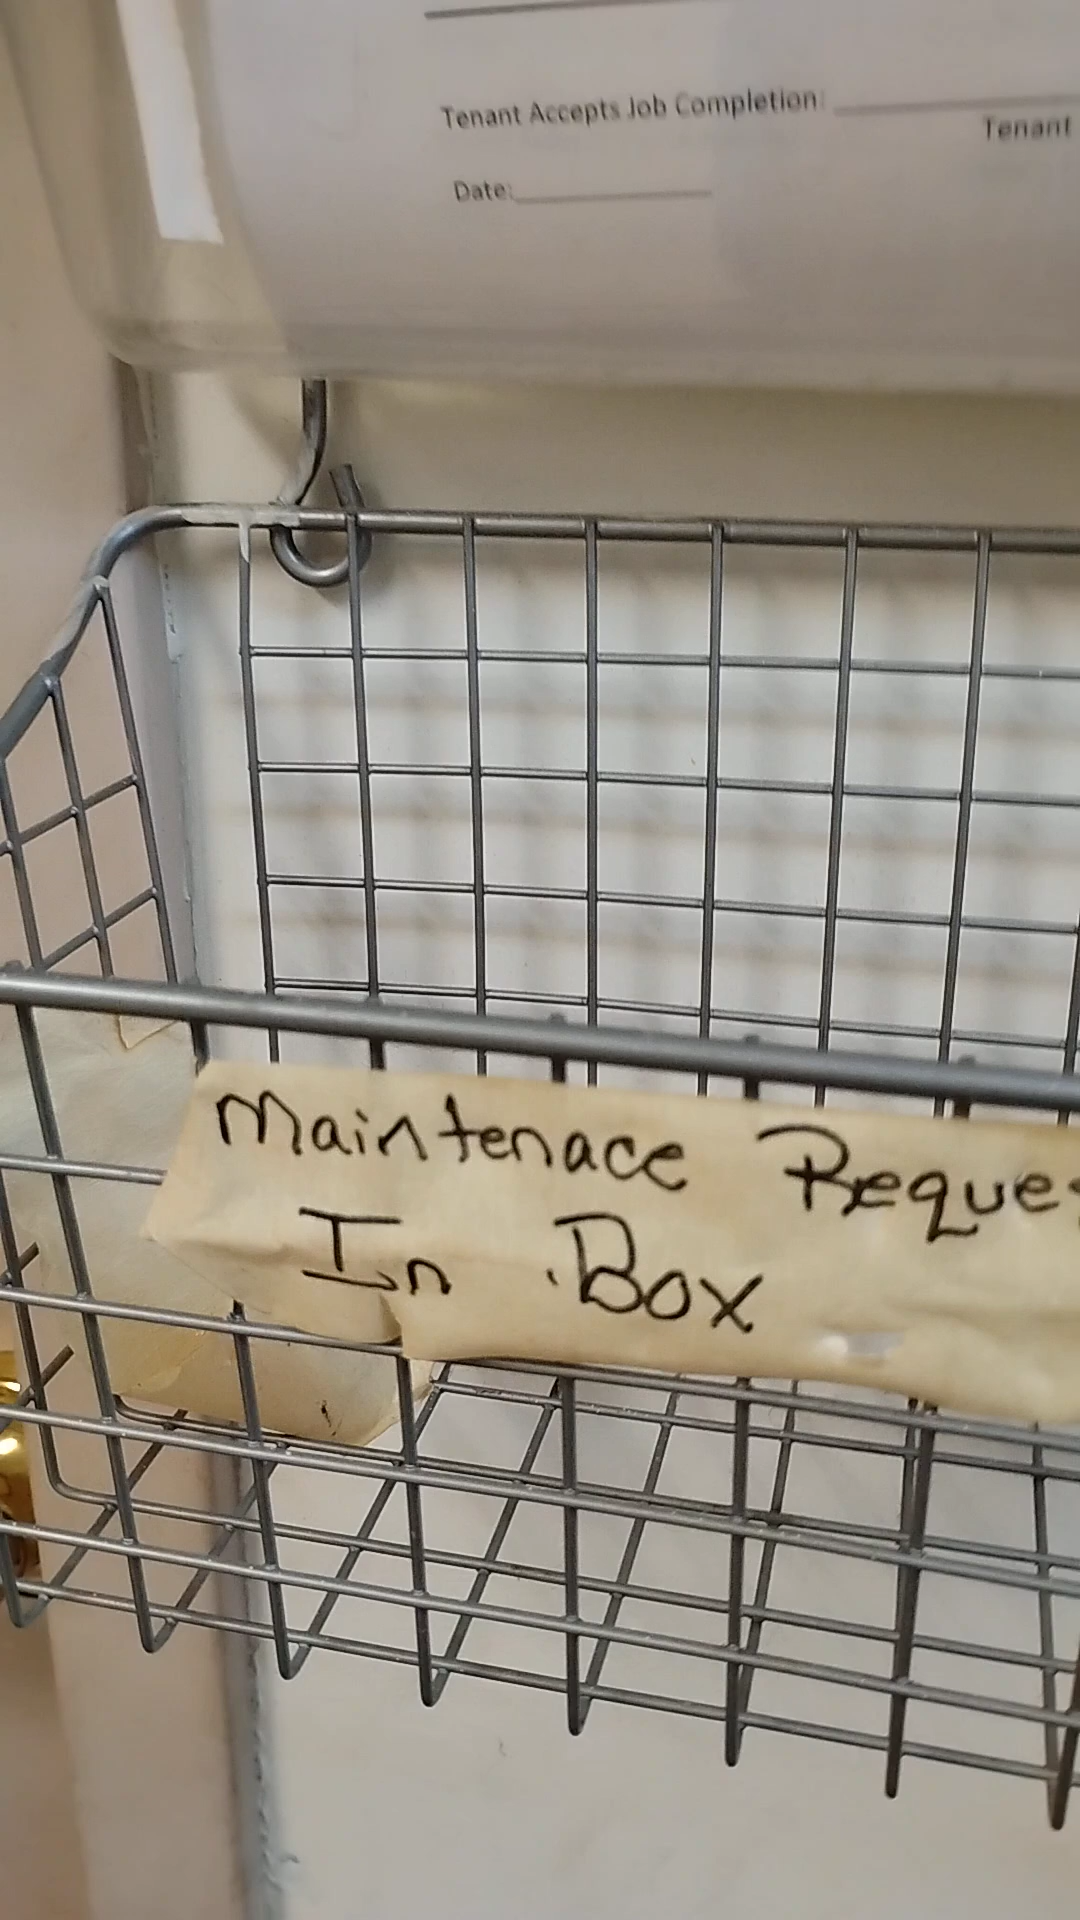 Tenant Accepts Job Completion:
Tenant
Date:
Maintenace
In Box